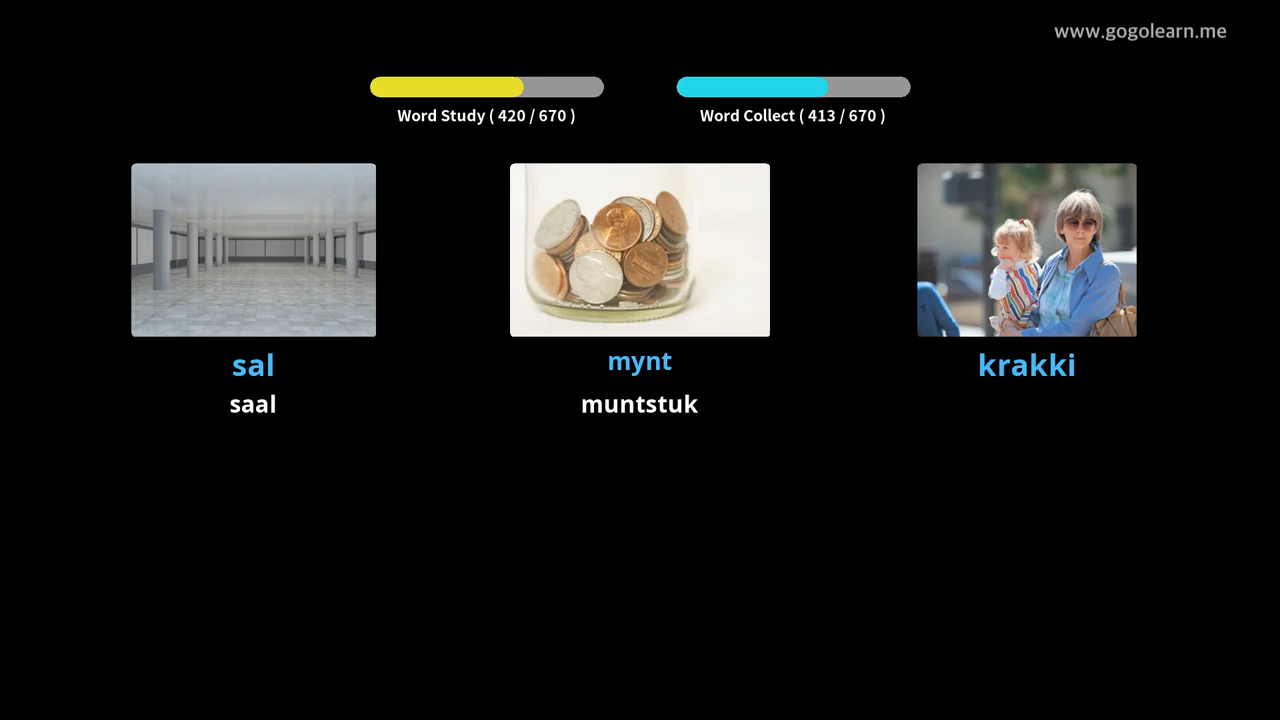 www.gogolearn.me
Word Study ( 420 / 670 )
Word Collect ( 413 / 670 )
sal
saal
mynt
muntstuk
krakki